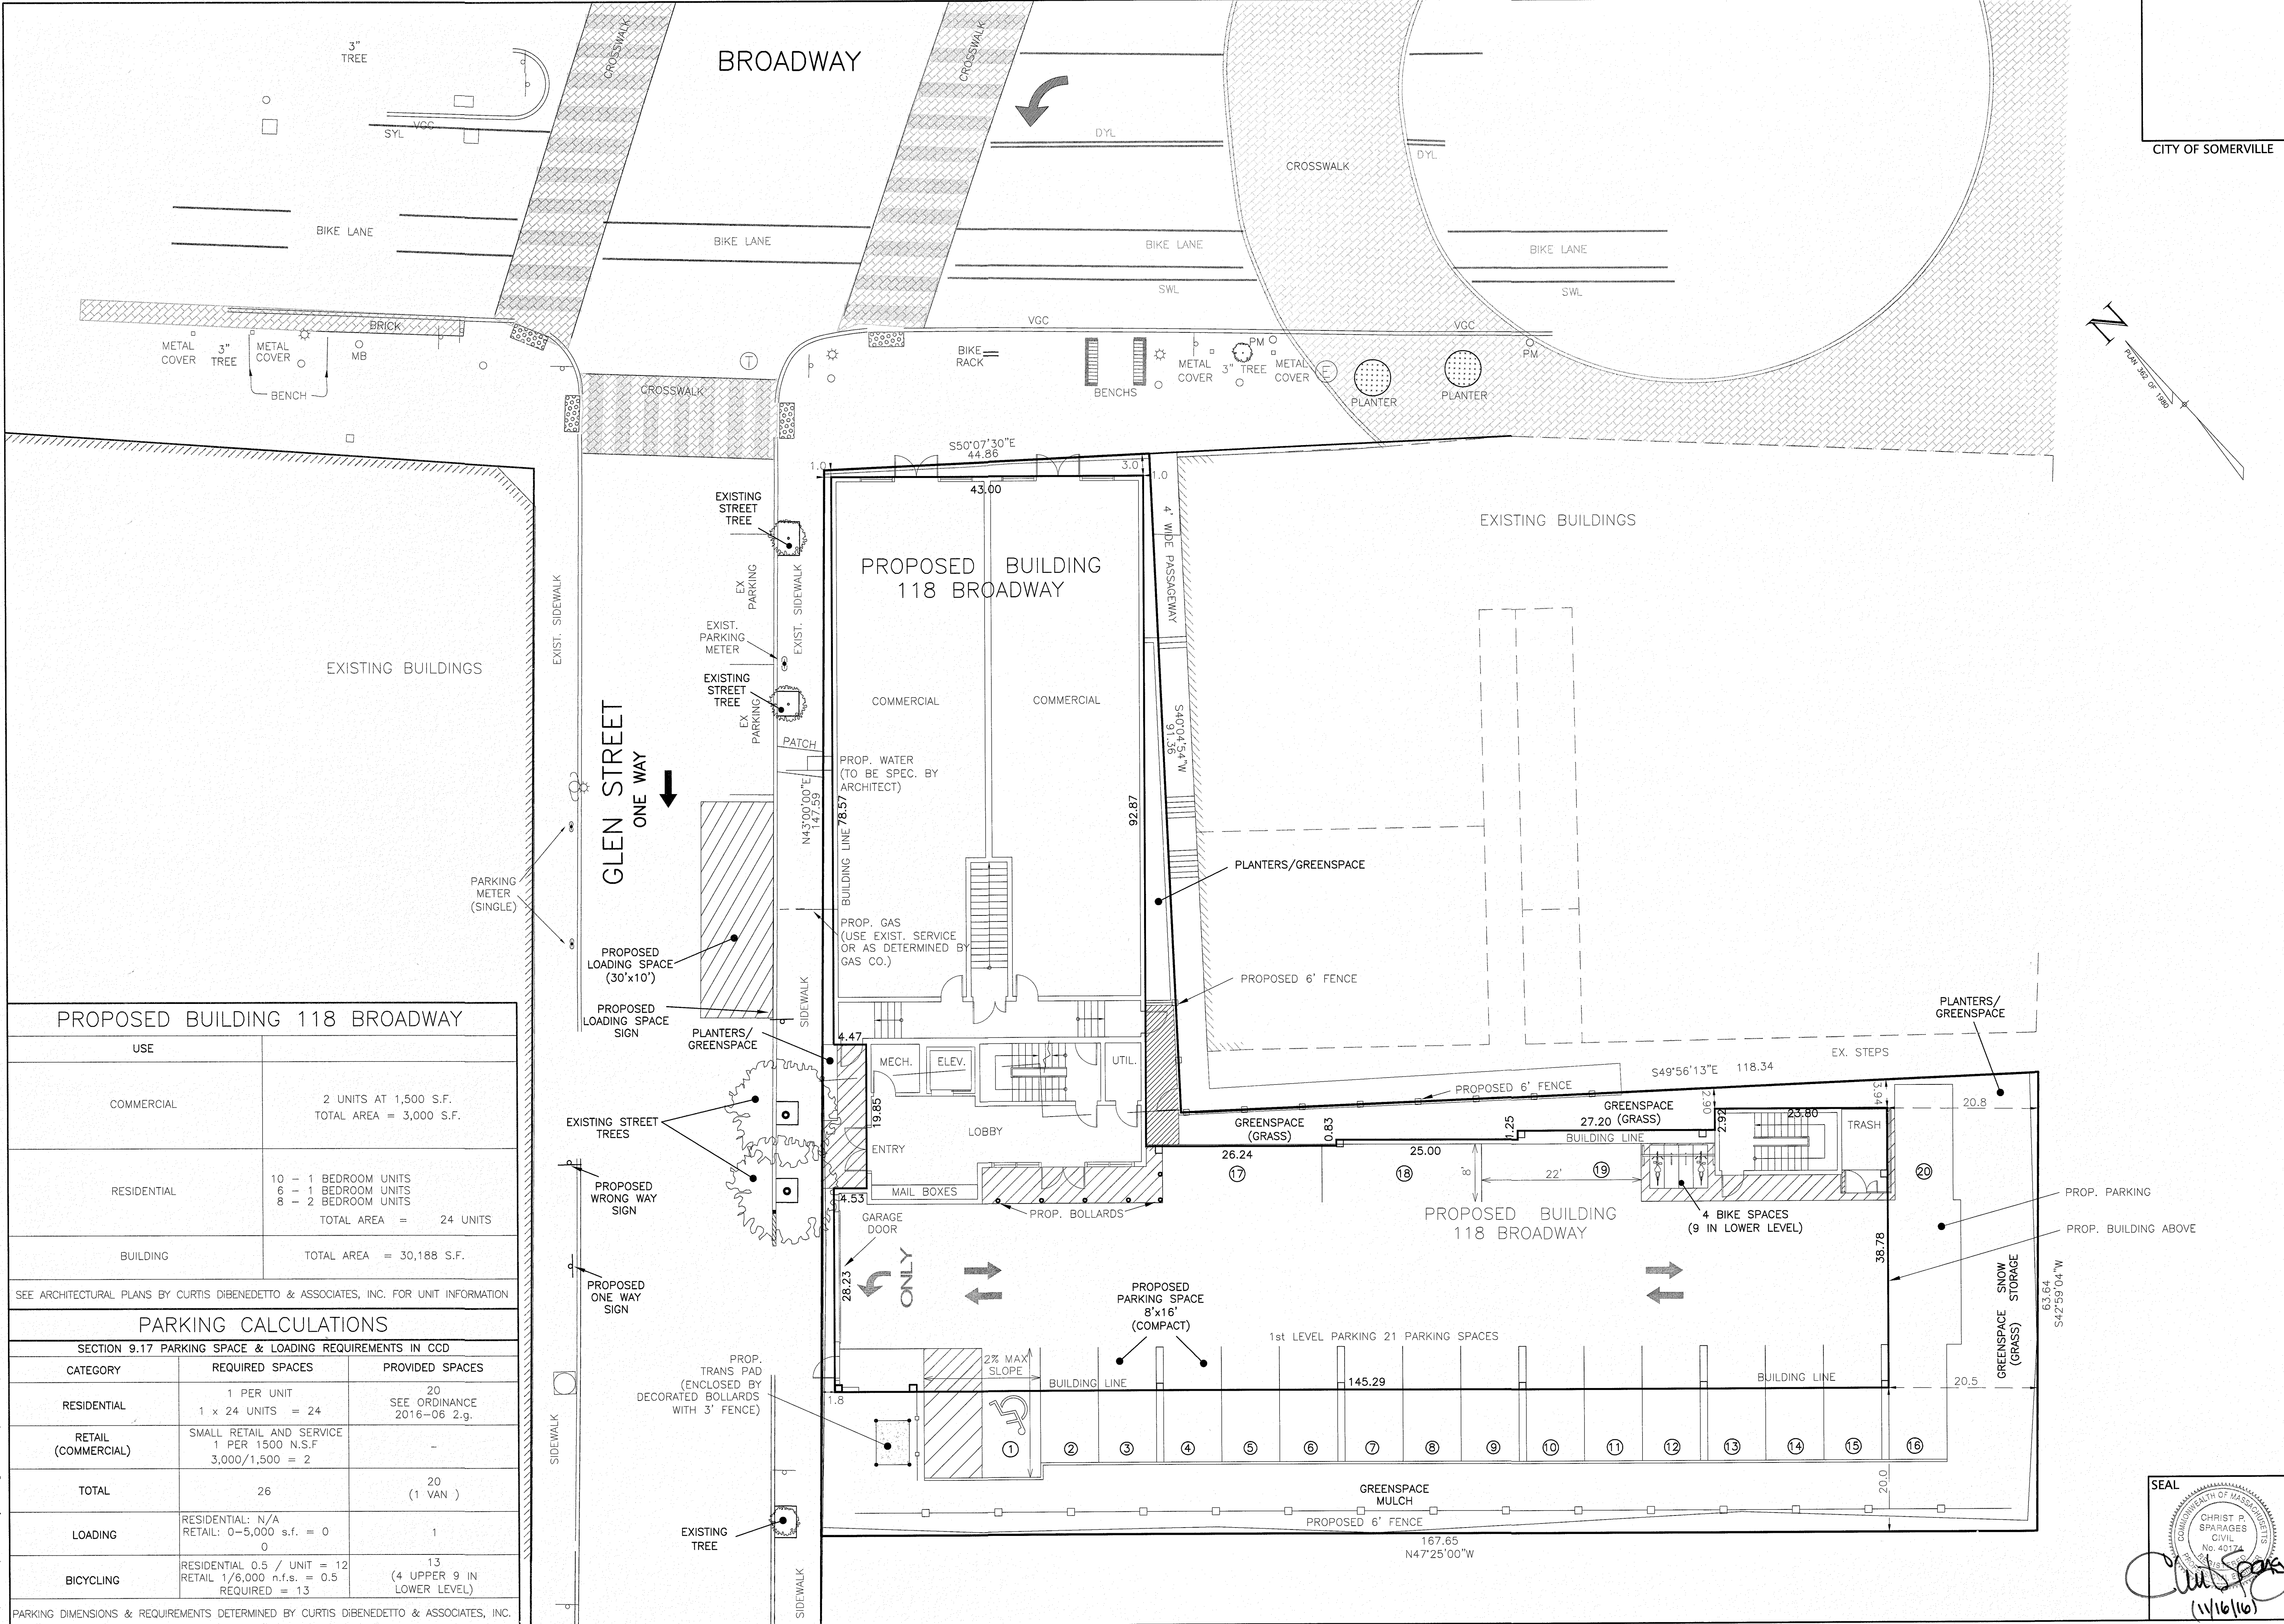 3"
TREE
CROSSWALK
BROADWAY
CROSSWALK
VGC
SYL
DYL
DYL
CROSSWALK
CITY OF SOMERVILLE
BIKE LANE
BIKE LANE
BIKE LANE
BIKE LANE
SWL
SWL
BRICK
VGC
VGC
METAL
COVER
3"
TREE
METAL
COVER
MB
BENCH
T
CROSSWALK
BIKE
RACK
BENCHS
METAL
COVER
PM
3" TREE
METAL
COVER
E
PLANTER
PLANTER
PM
N
PLAN 362 OF 1980
S50°07'30"E
44.86
1.0
3.0
1.0
43.00
EXISTING
STREET
TREE
EX
PARKING
EXIST. SIDEWALK
EXIST. SIDEWALK
4' WIDE PASSAGEWAY
EXISTING BUILDINGS
PROPOSED BUILDING
118 BROADWAY
EXIST.
PARKING
METER
EXISTING BUILDINGS
EXISTING
STREET
TREE
EX
PARKING
COMMERCIAL
COMMERCIAL
S40°04'54"W
91.36
PATCH
GLEN STREET
ONE WAY
PROP. WATER
(TO BE SPEC. BY
ARCHITECT)
N43°00'00"E
147.59
BUILDING LINE 78.57
92.87
PARKING
METER
(SINGLE)
PLANTERS/GREENSPACE
PROP. GAS
(USE EXIST. SERVICE
OR AS DETERMINED BY
GAS CO.)
PROPOSED
LOADING SPACE
(30'x10')
PROPOSED 6' FENCE
SIDEWALK
PROPOSED
LOADING SPACE
SIGN
PLANTERS/
GREENSPACE
PLANTERS/
GREENSPACE
4.47
MECH.
ELEV.
UTIL.
EX. STEPS
S49°56'13"E 118.34
PROPOSED 6' FENCE
EXISTING STREET
TREES
19.85
LOBBY
ENTRY
MAIL BOXES
4.53
GREENSPACE
(GRASS)
0.83
1.25
GREENSPACE
(GRASS)
27.20
BUILDING LINE
2.90
2.92
23.80
3.94
TRASH
20.8
26.24
25.00
17
18
19
20
8'
22'
PROPOSED
WRONG WAY
SIGN
GARAGE
DOOR
PROP. BOLLARDS
PROPOSED BUILDING
118 BROADWAY
4 BIKE SPACES
(9 IN LOWER LEVEL)
PROP. PARKING
PROP. BUILDING ABOVE
38.78
28.23
ONLY
PROPOSED
ONE WAY
SIGN
PROPOSED
PARKING SPACE
8'x16'
(COMPACT)
1st LEVEL PARKING 21 PARKING SPACES
GREENSPACE SNOW
(GRASS) STORAGE
63.64
S42°59'04"W
PROP.
TRANS PAD
(ENCLOSED BY
DECORATED BOLLARDS
WITH 3' FENCE)
2% MAX
SLOPE
BUILDING LINE
145.29
BUILDING LINE
20.5
1.8
1
2
3
4
5
6
7
8
9
10
11
12
13
14
15
16
20.0
GREENSPACE
MULCH
PROPOSED 6' FENCE
SIDEWALK
EXISTING
TREE
SIDEWALK
167.65
N47°25'00"W
PROPOSED BUILDING 118 BROADWAY
USE
COMMERCIAL
2 UNITS AT 1,500 S.F.
TOTAL AREA = 3,000 S.F.
RESIDENTIAL
10 – 1 BEDROOM UNITS
6 – 1 BEDROOM UNITS
8 – 2 BEDROOM UNITS
TOTAL AREA = 24 UNITS
BUILDING
TOTAL AREA = 30,188 S.F.
SEE ARCHITECTURAL PLANS BY CURTIS DiBENEDETTO & ASSOCIATES, INC. FOR UNIT INFORMATION
PARKING CALCULATIONS
SECTION 9.17 PARKING SPACE & LOADING REQUIREMENTS IN CCD
CATEGORY REQUIRED SPACES PROVIDED SPACES
RESIDENTIAL
1 PER UNIT
1 x 24 UNITS = 24
20
SEE ORDINANCE
2016–06 2.g.
RETAIL
(COMMERCIAL)
SMALL RETAIL AND SERVICE
1 PER 1500 N.S.F
3,000/1,500 = 2
–
TOTAL
26
20
(1 VAN )
LOADING
RESIDENTIAL: N/A
RETAIL: 0–5,000 s.f. = 0
0
1
BICYCLING
RESIDENTIAL 0.5 / UNIT = 12
RETAIL 1/6,000 n.f.s. = 0.5
REQUIRED = 13
13
(4 UPPER 9 IN
LOWER LEVEL)
PARKING DIMENSIONS & REQUIREMENTS DETERMINED BY CURTIS DiBENEDETTO & ASSOCIATES, INC.
SEAL
COMMONWEALTH OF MASSACHUSETTS
CHRIST P.
SPARAGES
CIVIL
No. 40174
REGISTERED
(11/16/16)